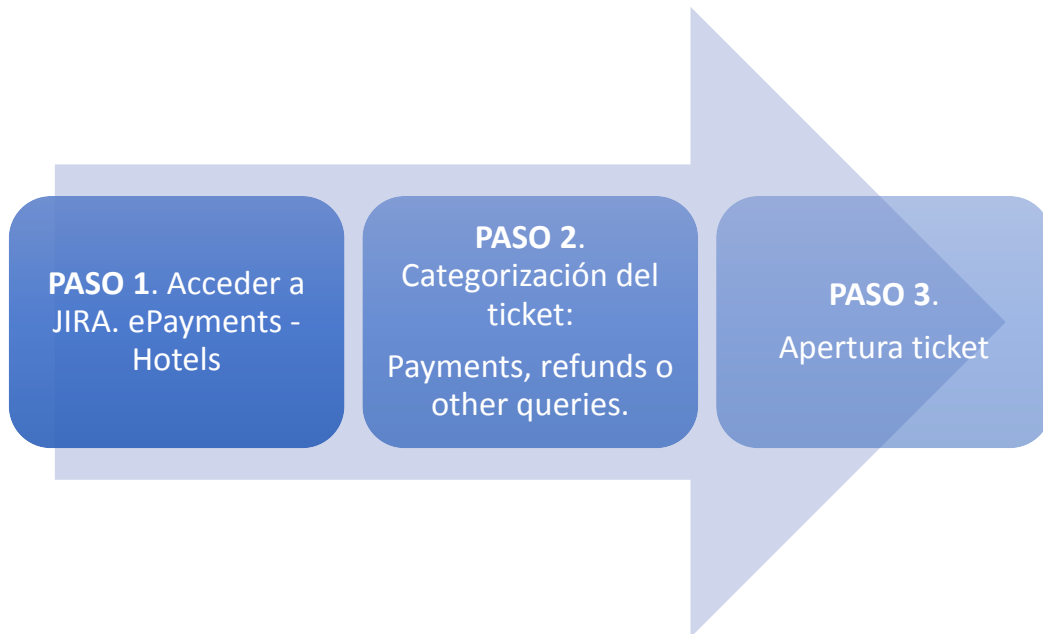 PASO 1. Acceder a
JIRA. ePayments -
Hotels
PASO 2.
Categorización del
ticket:
Payments, refunds o
other queries.
PASO 3.
Apertura ticket